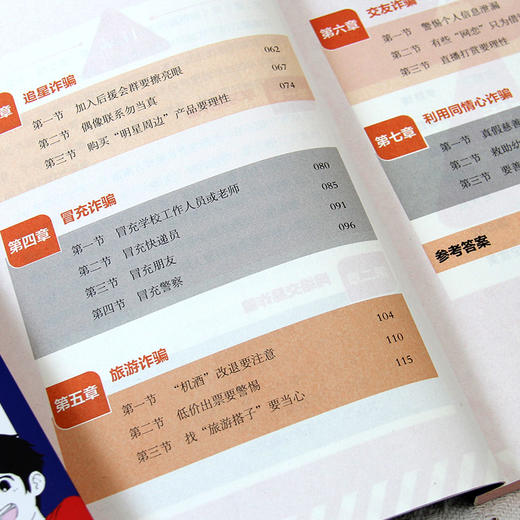 章
追星诈骗
第一节 加入后援会群要擦亮眼 062
第二节 偶像联系勿当真 067
第三节 购买“明星周边”产品要理性 074
第四章
冒充诈骗
第一节 冒充学校工作人员或老师 080
第二节 冒充快递员 085
第三节 冒充朋友 091
第四节 冒充警察 096
第五章
旅游诈骗
第一节 “机酒”改退要注意 104
第二节 低价出票要警惕 110
第三节 找“旅游搭子”要当心 115
第六章
交友诈骗
第一节 警惕个人信息泄漏
第二节 有些“网恋”只为借
第三节 直播打赏要理性
第七章
利用同情心诈骗
第一节 真假慈善
第二节 救助幼
第三节 要善
参考答案